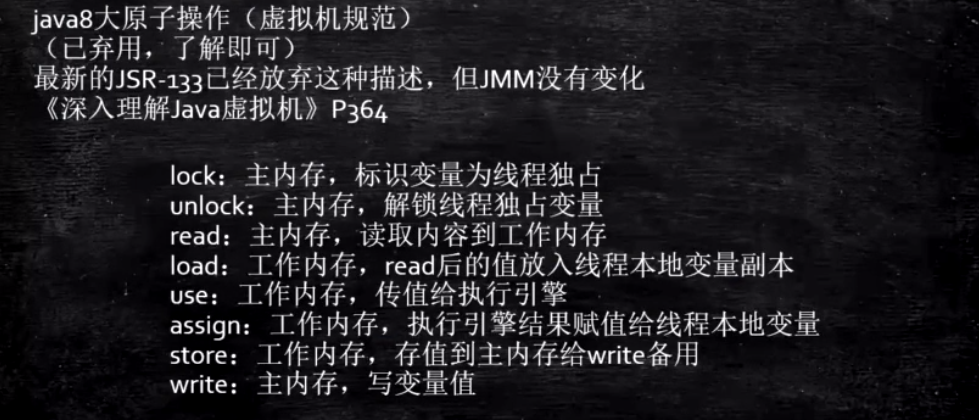 java8大原子操作（虚拟机规范）
（已弃用，了解即可）
最新的JSR-133已经放弃这种描述，但JMM没有变化
《深入理解Java虚拟机》P364
lock：主内存，标识变量为线程独占
unlock：主内存，解锁线程独占变量
read：主内存，读取内容到工作内存
load：工作内存，read后的值放入线程本地变量副本
use：工作内存，传值给执行引擎
assign：工作内存，执行引擎结果赋值给线程本地变量
store：工作内存，存值到主内存给write备用
write：主内存，写变量值